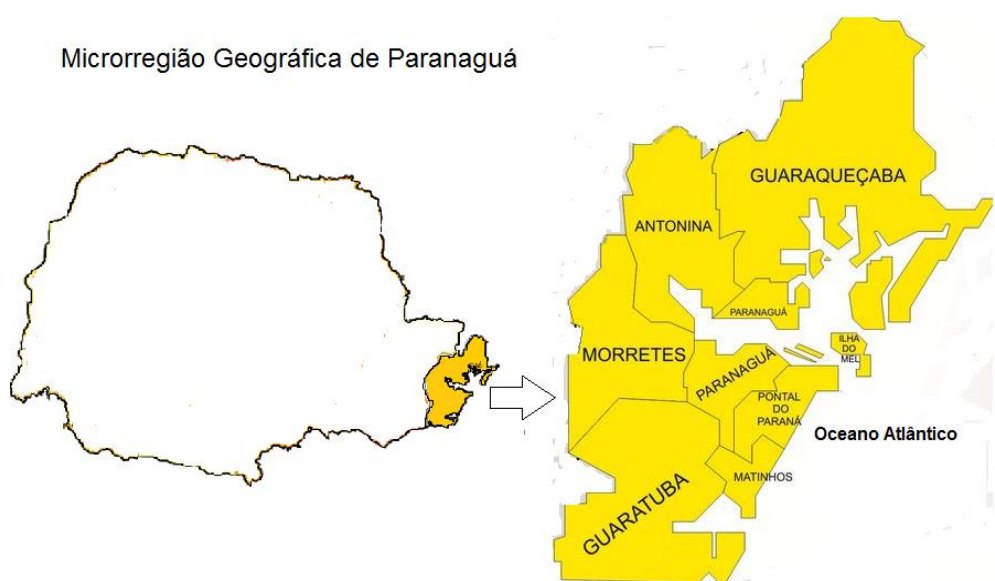 Microrregião Geográfica de Paranaguá
GUARAQUEÇABA
ANTONINA
PARANAGUÁ
ILHA
DO
MEL
MORRETES
PARANAGUÁ
PONTAL
DO
PARANÁ
Oceano Atlântico
MATINHOS
GUARATUBA